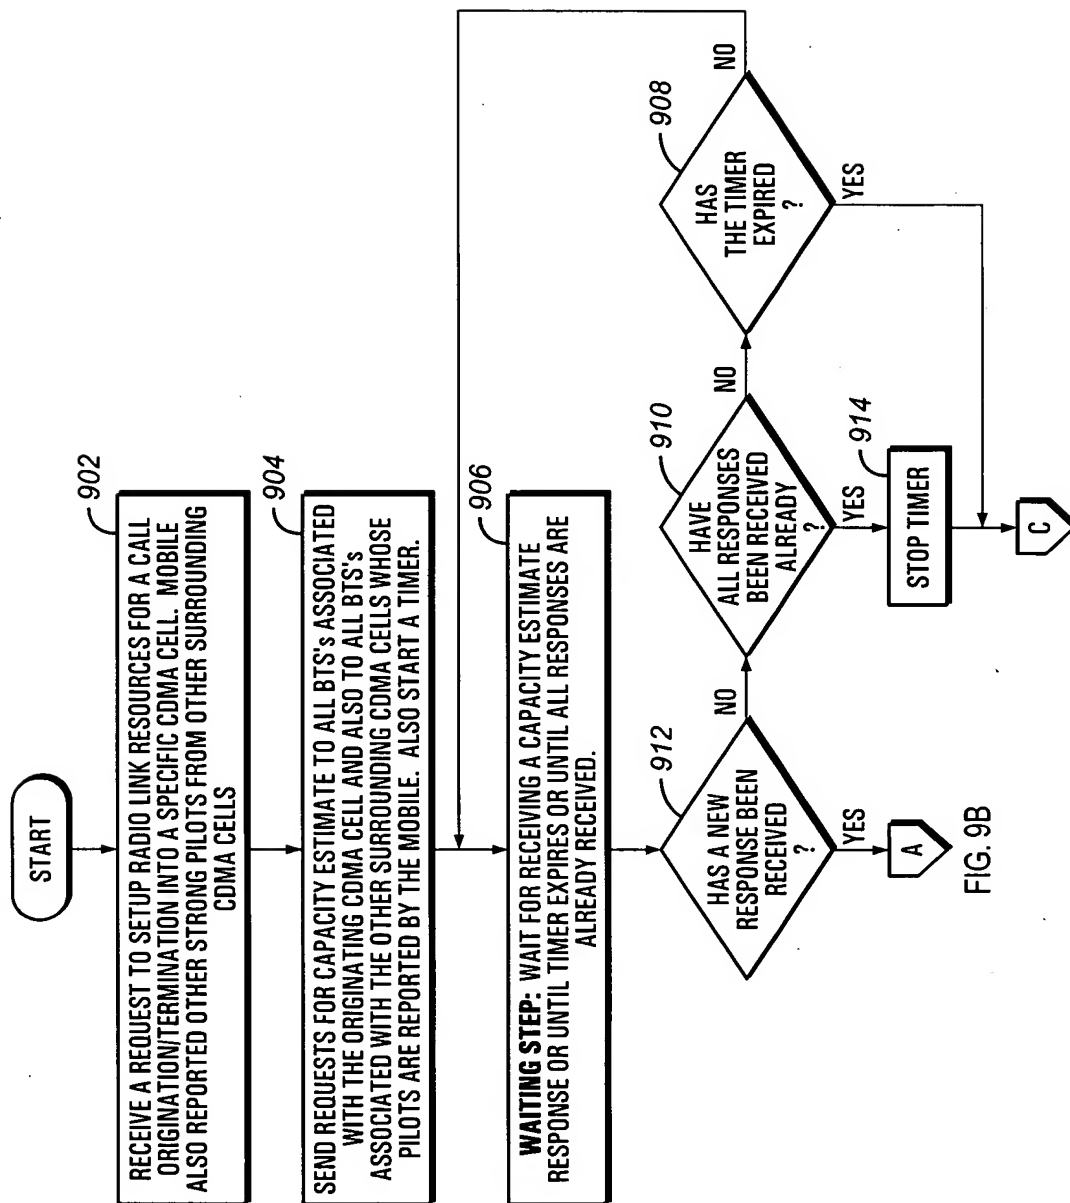 START
902
RECEIVE A REQUEST TO SETUP RADIO LINK RESOURCES FOR A CALL
ORIGINATION/TERMINATION INTO A SPECIFIC CDMA CELL. MOBILE
ALSO REPORTED OTHER STRONG PILOTS FROM OTHER SURROUNDING
CDMA CELLS
904
SEND REQUESTS FOR CAPACITY ESTIMATE TO ALL BTS's ASSOCIATED
WITH THE ORIGINATING CDMA CELL AND ALSO TO ALL BTS's
ASSOCIATED WITH THE OTHER SURROUNDING CDMA CELLS WHOSE
PILOTS ARE REPORTED BY THE MOBILE. ALSO START A TIMER.
906
WAITING STEP: WAIT FOR RECEIVING A CAPACITY ESTIMATE
RESPONSE OR UNTIL TIMER EXPIRES OR UNTIL ALL RESPONSES ARE
ALREADY RECEIVED.
912
HAS A NEW
RESPONSE BEEN
RECEIVED
?
NO
YES
A
910
HAVE
ALL RESPONSES
BEEN RECEIVED
ALREADY
?
NO
YES
914
STOP TIMER
908
HAS
THE TIMER
EXPIRED
?
NO
YES
C
FIG. 9B